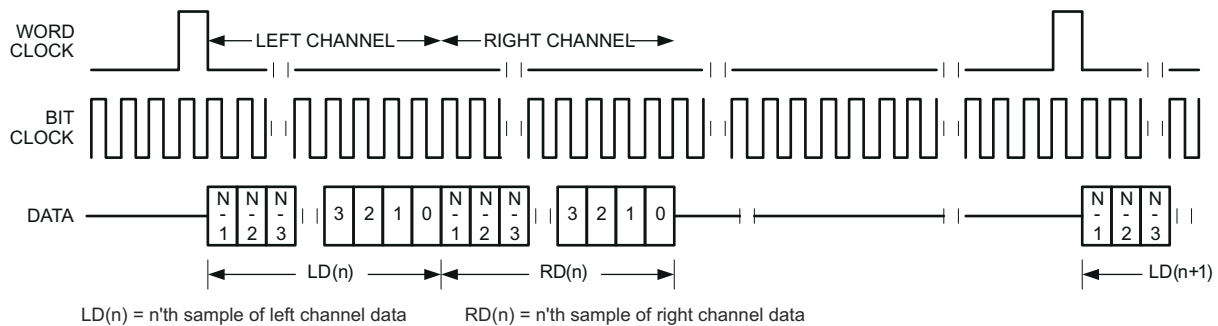 WORD CLOCK
LEFT CHANNEL
RIGHT CHANNEL
BIT CLOCK
DATA
N-1 N-2 N-3 3 2 1 0 N-1 N-2 N-3 3 2 1 0 N-1 N-2 N-3
LD(n) RD(n) LD(n+1)
LD(n) = n'th sample of left channel data RD(n) = n'th sample of right channel data